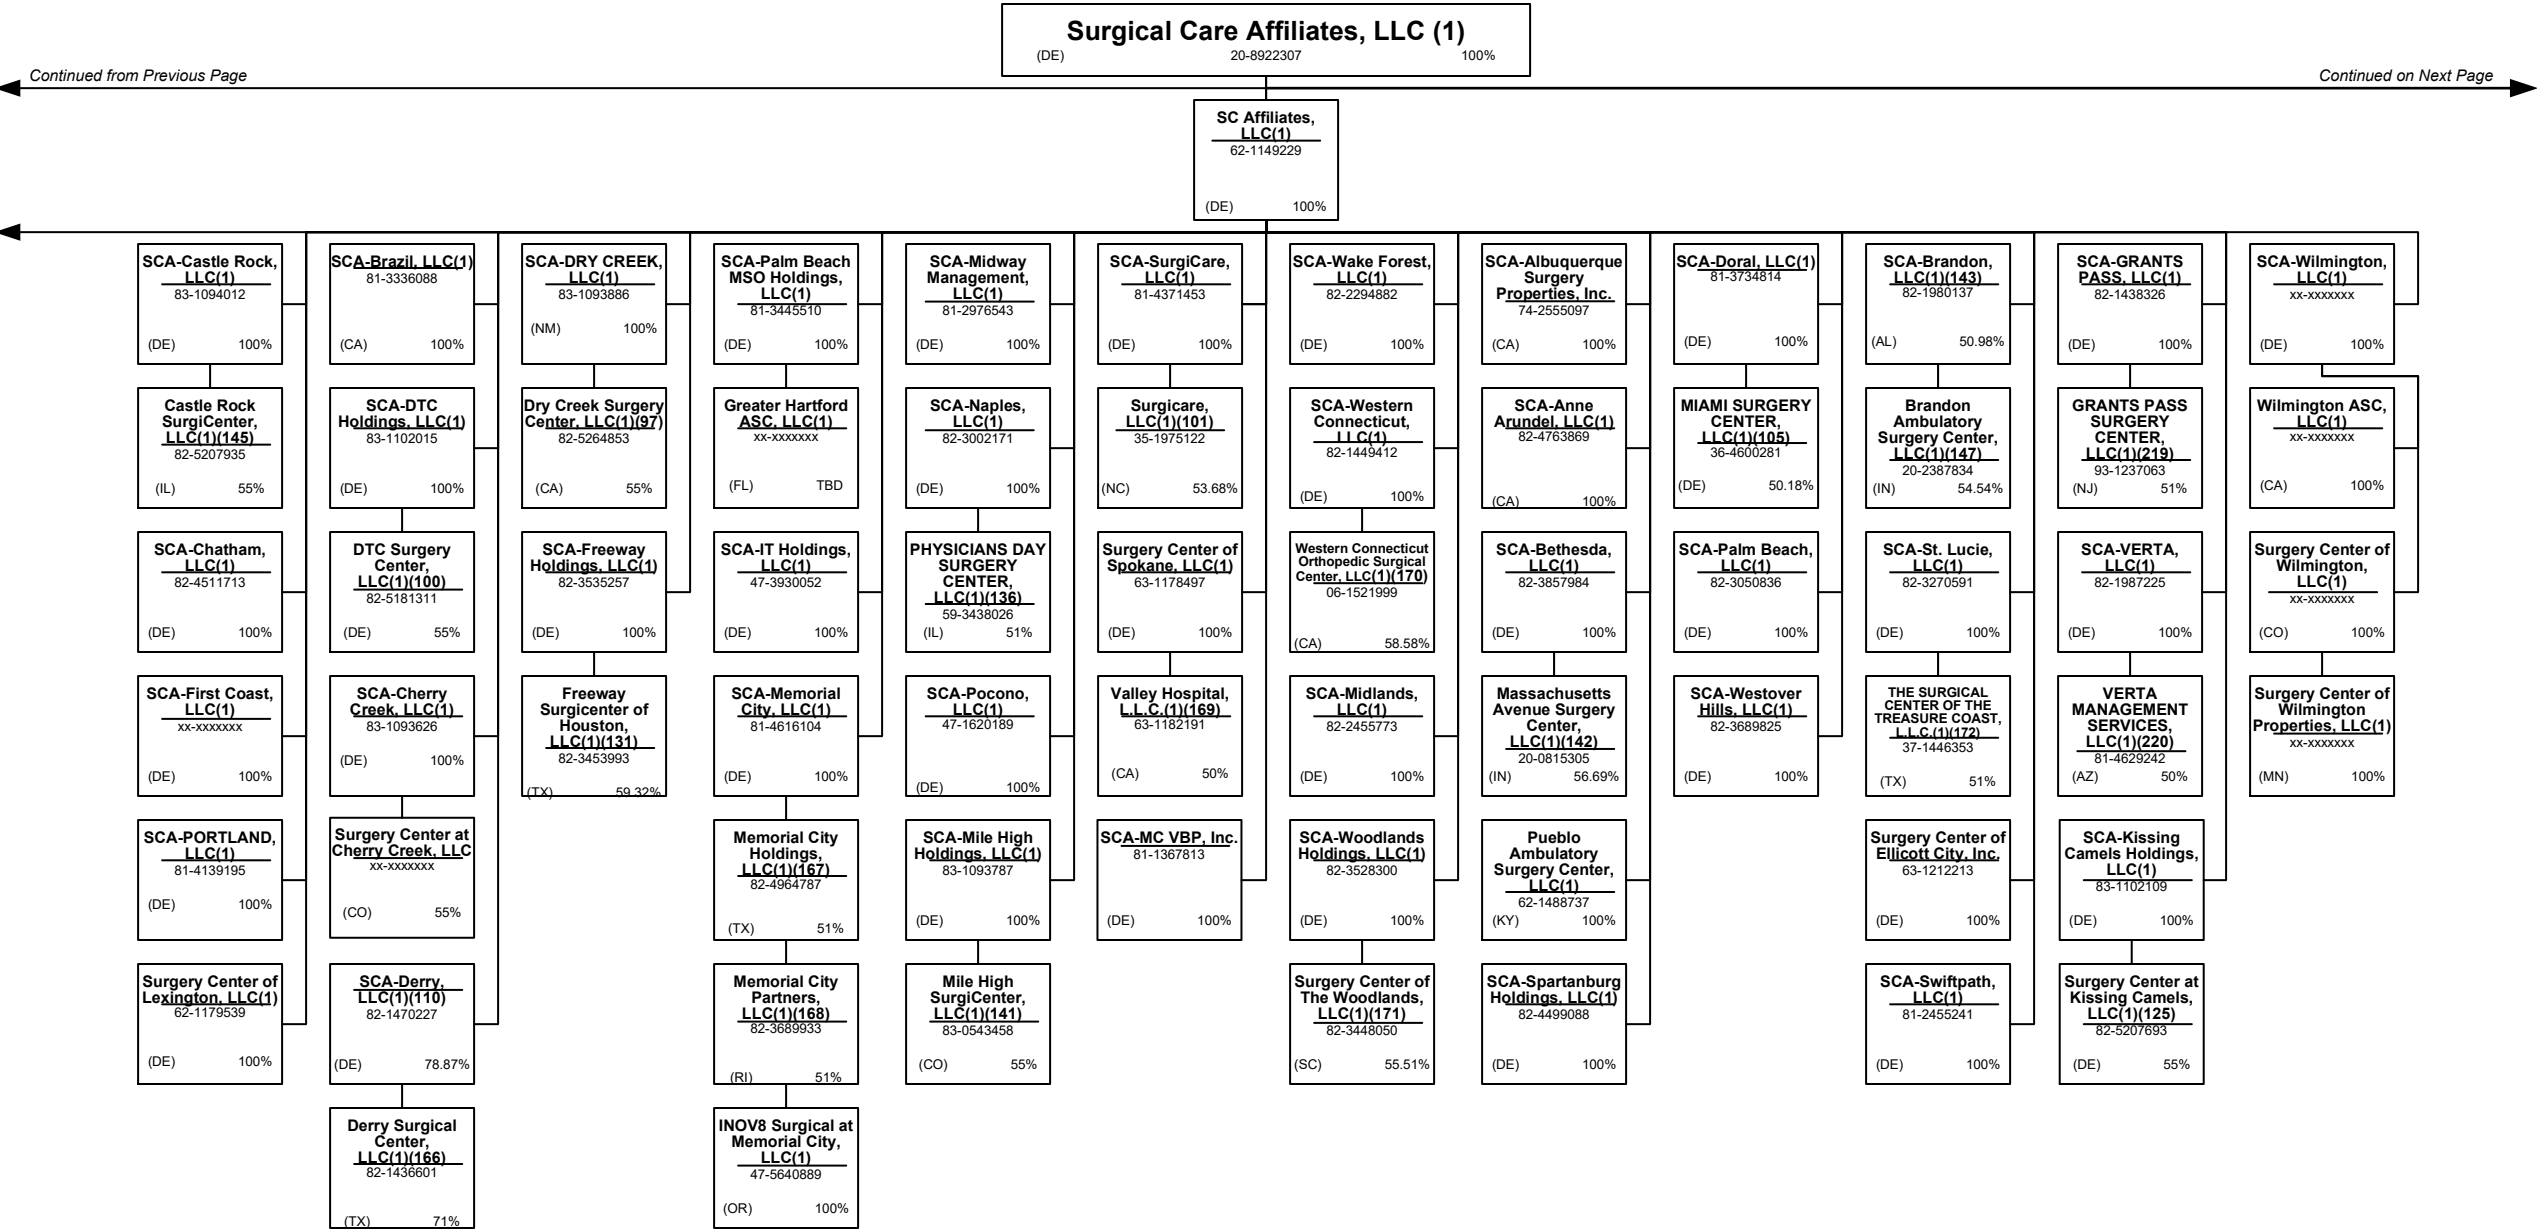 Surgical Care Affiliates, LLC (1)
(DE) 20-8922307 100%
Continued from Previous Page
Continued on Next Page
SC Affiliates,
LLC(1)
62-1149229
(DE) 100%
SCA-Castle Rock,
LLC(1)
83-1094012
(DE) 100%
Castle Rock
SurgiCenter,
LLC(1)(145)
82-5207935
(IL) 55%
SCA-Chatham,
LLC(1)
82-4511713
(DE) 100%
SCA-First Coast,
LLC(1)
xx-xxxxxxx
(DE) 100%
SCA-PORTLAND,
LLC(1)
81-4139195
(DE) 100%
Surgery Center of
Lexington, LLC(1)
62-1179539
(DE) 100%
SCA-Brazil, LLC(1)
81-3336088
(CA) 100%
SCA-DTC
Holdings, LLC(1)
83-1102015
(DE) 100%
DTC Surgery
Center,
LLC(1)(100)
82-5181311
(DE) 55%
SCA-Cherry
Creek, LLC(1)
83-1093626
(DE) 100%
Surgery Center at
Cherry Creek, LLC
xx-xxxxxxx
(CO) 55%
SCA-Derry,
LLC(1)(110)
82-1470227
(DE) 78.87%
Derry Surgical
Center,
LLC(1)(166)
82-1436601
(TX) 71%
SCA-DRY CREEK,
LLC(1)
83-1093886
(NM) 100%
Dry Creek Surgery
Center, LLC(1)(97)
82-5264853
(CA) 55%
SCA-Freeway
Holdings, LLC(1)
82-3535257
(DE) 100%
Freeway
Surgicenter of
Houston,
LLC(1)(131)
82-3453993
(TX) 59.32%
SCA-Palm Beach
MSO Holdings,
LLC(1)
81-3445510
(DE) 100%
Greater Hartford
ASC, LLC(1)
xx-xxxxxxx
(FL) TBD
SCA-IT Holdings,
LLC(1)
47-3930052
(DE) 100%
SCA-Memorial
City, LLC(1)
81-4616104
(DE) 100%
Memorial City
Holdings,
LLC(1)(167)
82-4964787
(TX) 51%
Memorial City
Partners,
LLC(1)(168)
82-3689933
(RI) 51%
INOV8 Surgical at
Memorial City,
LLC(1)
47-5640889
(OR) 100%
SCA-Midway
Management,
LLC(1)
81-2976543
(DE) 100%
SCA-Naples,
LLC(1)
82-3002171
(DE) 100%
PHYSICIANS DAY
SURGERY
CENTER,
LLC(1)(136)
59-3438026
(IL) 51%
SCA-Pocono,
LLC(1)
47-1620189
(DE) 100%
SCA-Mile High
Holdings, LLC(1)
83-1093787
(DE) 100%
Mile High
SurgiCenter,
LLC(1)(141)
83-0543458
(CO) 55%
SCA-SurgiCare,
LLC(1)
81-4371453
(DE) 100%
Surgicare,
LLC(1)(101)
35-1975122
(NC) 53.68%
Surgery Center of
Spokane, LLC(1)
63-1178497
(DE) 100%
Valley Hospital,
L.L.C.(1)(169)
63-1182191
(CA) 50%
SCA-MC VBP, Inc.
81-1367813
(DE) 100%
SCA-Wake Forest,
LLC(1)
82-2294882
(DE) 100%
SCA-Western
Connecticut,
LLC(1)
82-1449412
(DE) 100%
Western Connecticut
Orthopedic Surgical
Center, LLC(1)(170)
06-1521999
(CA) 58.58%
SCA-Midlands,
LLC(1)
82-2455773
(DE) 100%
SCA-Woodlands
Holdings, LLC(1)
82-3528300
(DE) 100%
Surgery Center of
The Woodlands,
LLC(1)(171)
82-3448050
(SC) 55.51%
SCA-Albuquerque
Surgery
Properties, Inc.
74-2555097
(CA) 100%
SCA-Anne
Arundel, LLC(1)
82-4763869
(CA) 100%
SCA-Bethesda,
LLC(1)
82-3857984
(DE) 100%
Massachusetts
Avenue Surgery
Center,
LLC(1)(142)
20-0815305
(IN) 56.69%
Pueblo
Ambulatory
Surgery Center,
LLC(1)
62-1488737
(KY) 100%
SCA-Spartanburg
Holdings, LLC(1)
82-4499088
(DE) 100%
SCA-Doral, LLC(1)
81-3734814
(DE) 100%
MIAMI SURGERY
CENTER,
LLC(1)(105)
36-4600281
(DE) 50.18%
SCA-Palm Beach,
LLC(1)
82-3050836
(DE) 100%
SCA-Westover
Hills, LLC(1)
82-3689825
(DE) 100%
SCA-Brandon,
LLC(1)(143)
82-1980137
(AL) 50.98%
Brandon
Ambulatory
Surgery Center,
LLC(1)(147)
20-2387834
(IN) 54.54%
SCA-St. Lucie,
LLC(1)
82-3270591
(DE) 100%
THE SURGICAL
CENTER OF THE
TREASURE COAST,
L.L.C.(1)(172)
37-1446353
(TX) 51%
Surgery Center of
Ellicott City, Inc.
63-1212213
(DE) 100%
SCA-Swiftpath,
LLC(1)
81-2455241
(DE) 100%
SCA-GRANTS
PASS, LLC(1)
82-1438326
(DE) 100%
GRANTS PASS
SURGERY
CENTER,
LLC(1)(219)
93-1237063
(NJ) 51%
SCA-VERTA,
LLC(1)
82-1987225
(DE) 100%
VERTA
MANAGEMENT
SERVICES,
LLC(1)(220)
81-4629242
(AZ) 50%
SCA-Kissing
Camels Holdings,
LLC(1)
83-1102109
(DE) 100%
Surgery Center at
Kissing Camels,
LLC(1)(125)
82-5207693
(DE) 55%
SCA-Wilmington,
LLC(1)
xx-xxxxxxx
(DE) 100%
Wilmington ASC,
LLC(1)
xx-xxxxxxx
(CA) 100%
Surgery Center of
Wilmington,
LLC(1)
xx-xxxxxxx
(CO) 100%
Surgery Center of
Wilmington
Properties, LLC(1)
xx-xxxxxxx
(MN) 100%